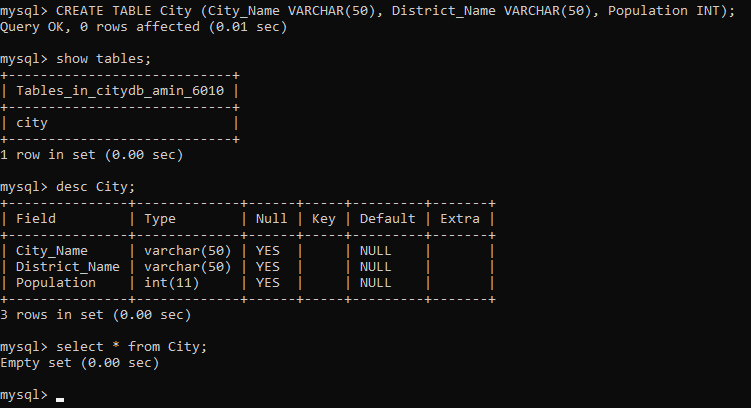 mysql> CREATE TABLE City (City_Name VARCHAR(50), District_Name VARCHAR(50), Population INT);
Query OK, 0 rows affected (0.01 sec)
mysql> show tables;
+----------------------------+
| Tables_in_citydb_amin_6010 |
+----------------------------+
| city                       |
+----------------------------+
1 row in set (0.00 sec)
mysql> desc City;
+---------------+-------------+------+-----+---------+-------+
| Field         | Type        | Null | Key | Default | Extra |
+---------------+-------------+------+-----+---------+-------+
| City_Name     | varchar(50) | YES  |     | NULL    |       |
| District_Name | varchar(50) | YES  |     | NULL    |       |
| Population    | int(11)     | YES  |     | NULL    |       |
+---------------+-------------+------+-----+---------+-------+
3 rows in set (0.00 sec)
mysql> select * from City;
Empty set (0.00 sec)
mysql>